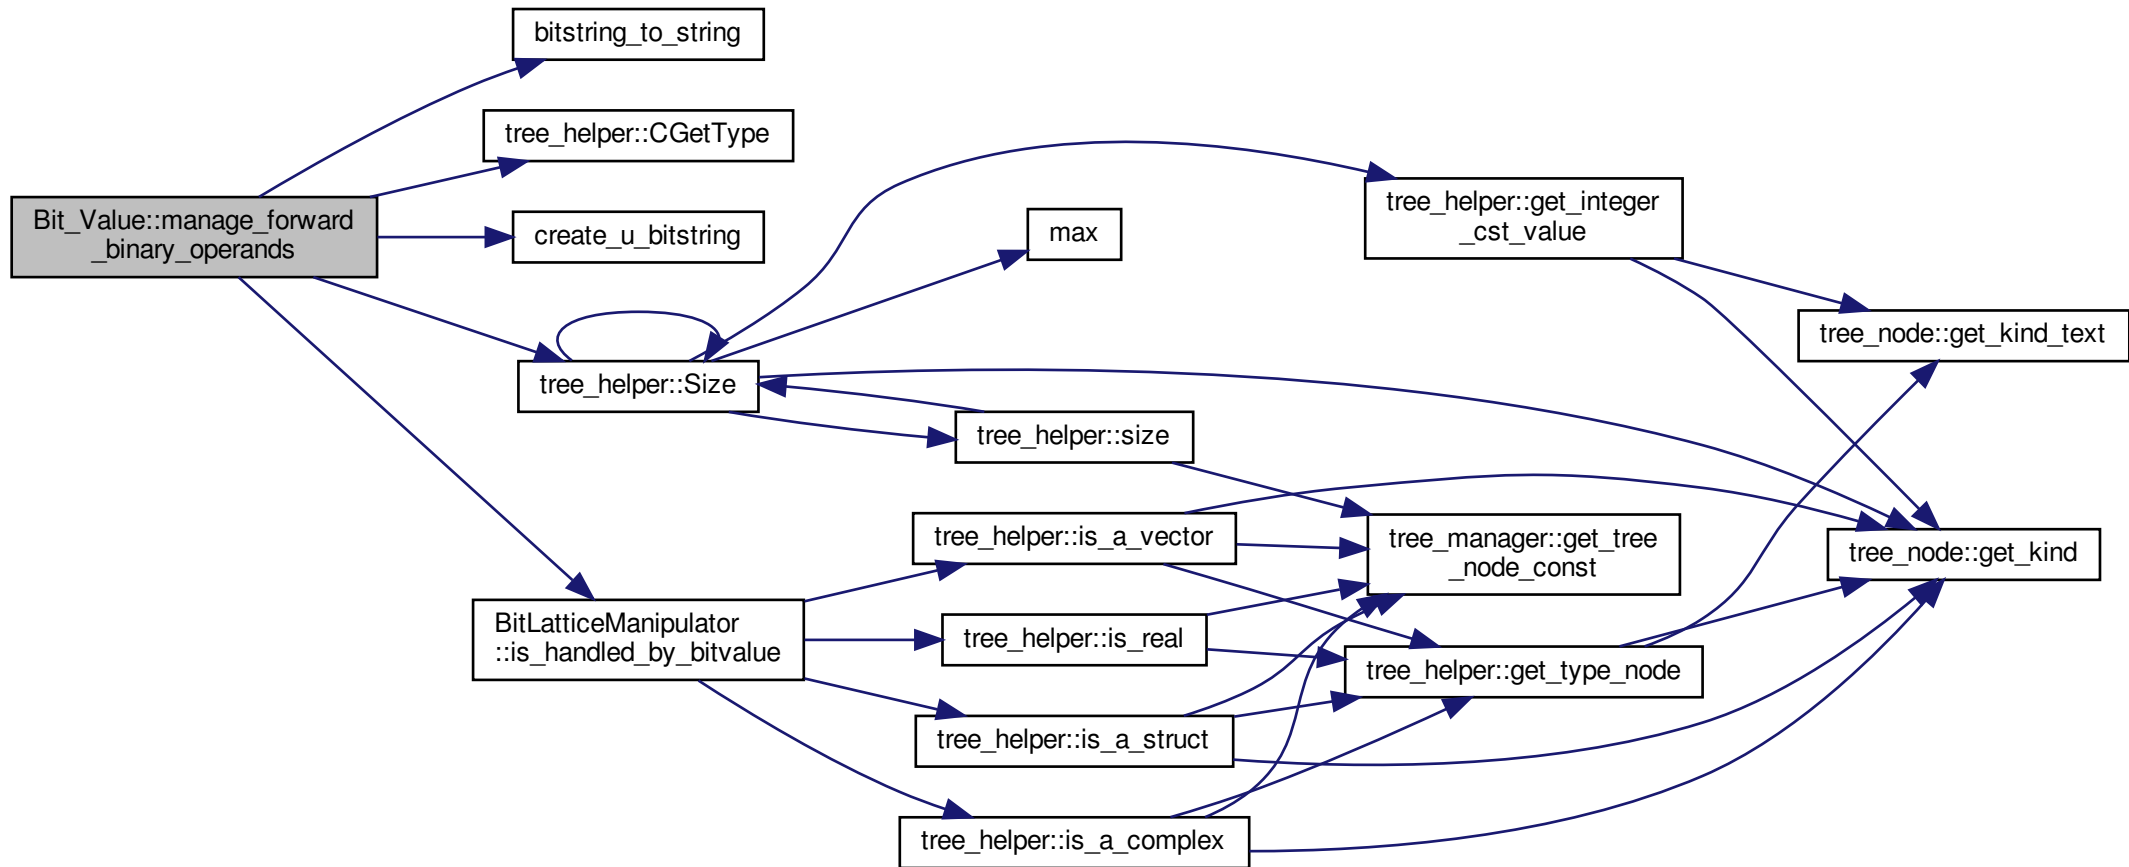 bitstring_to_string
tree_helper::CGetType
Bit_Value::manage_forward
_binary_operands
create_u_bitstring
max
tree_helper::get_integer
_cst_value
tree_node::get_kind_text
tree_helper::Size
tree_helper::size
tree_helper::is_a_vector
tree_manager::get_tree
_node_const
tree_node::get_kind
BitLatticeManipulator
::is_handled_by_bitvalue
tree_helper::is_real
tree_helper::get_type_node
tree_helper::is_a_struct
tree_helper::is_a_complex